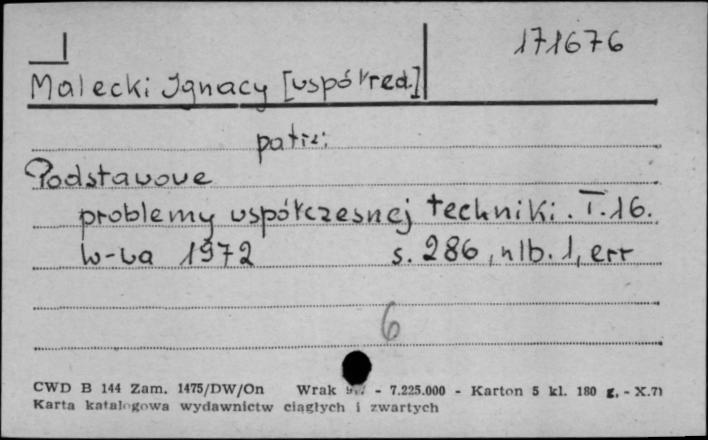 171676
Malecki Ignacy [współred.]
patrz:
Podstawowe
problemy współczesnej techniki. T.16.
W-wa 1972 s. 286, nlb. 1, err
6
CWD B 144 Zam. 1475/DW/On Wrak - 7.225.000 - Karton 5 kl. 180 g. - X.71
Karta katalogowa wydawnictw ciągłych i zwartych